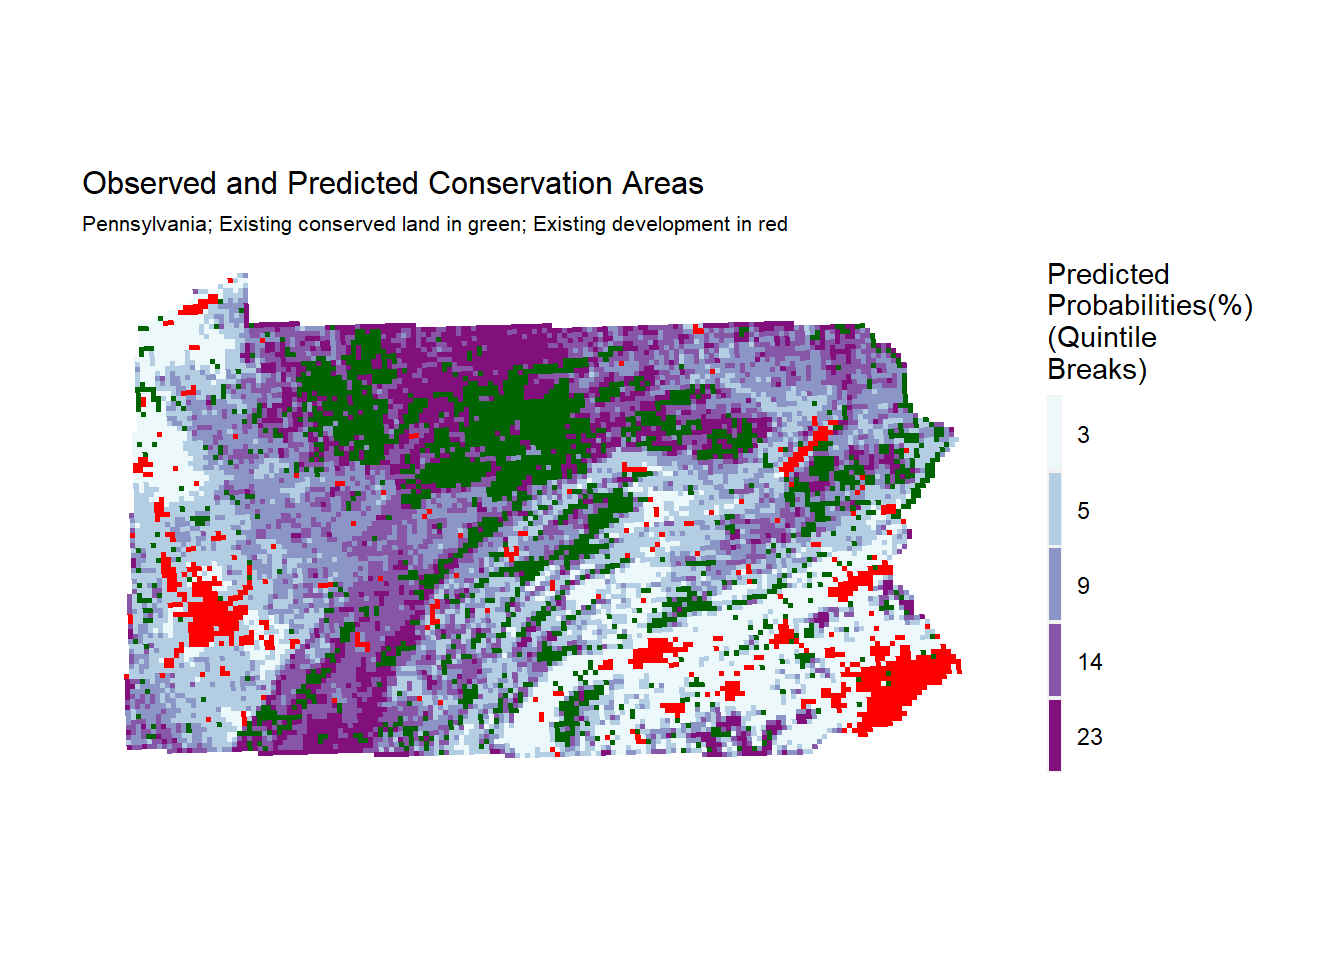 Observed and Predicted Conservation Areas
Pennsylvania; Existing conserved land in green; Existing development in red
Predicted
Probabilities(%)
(Quintile
Breaks)
3
5
9
14
23